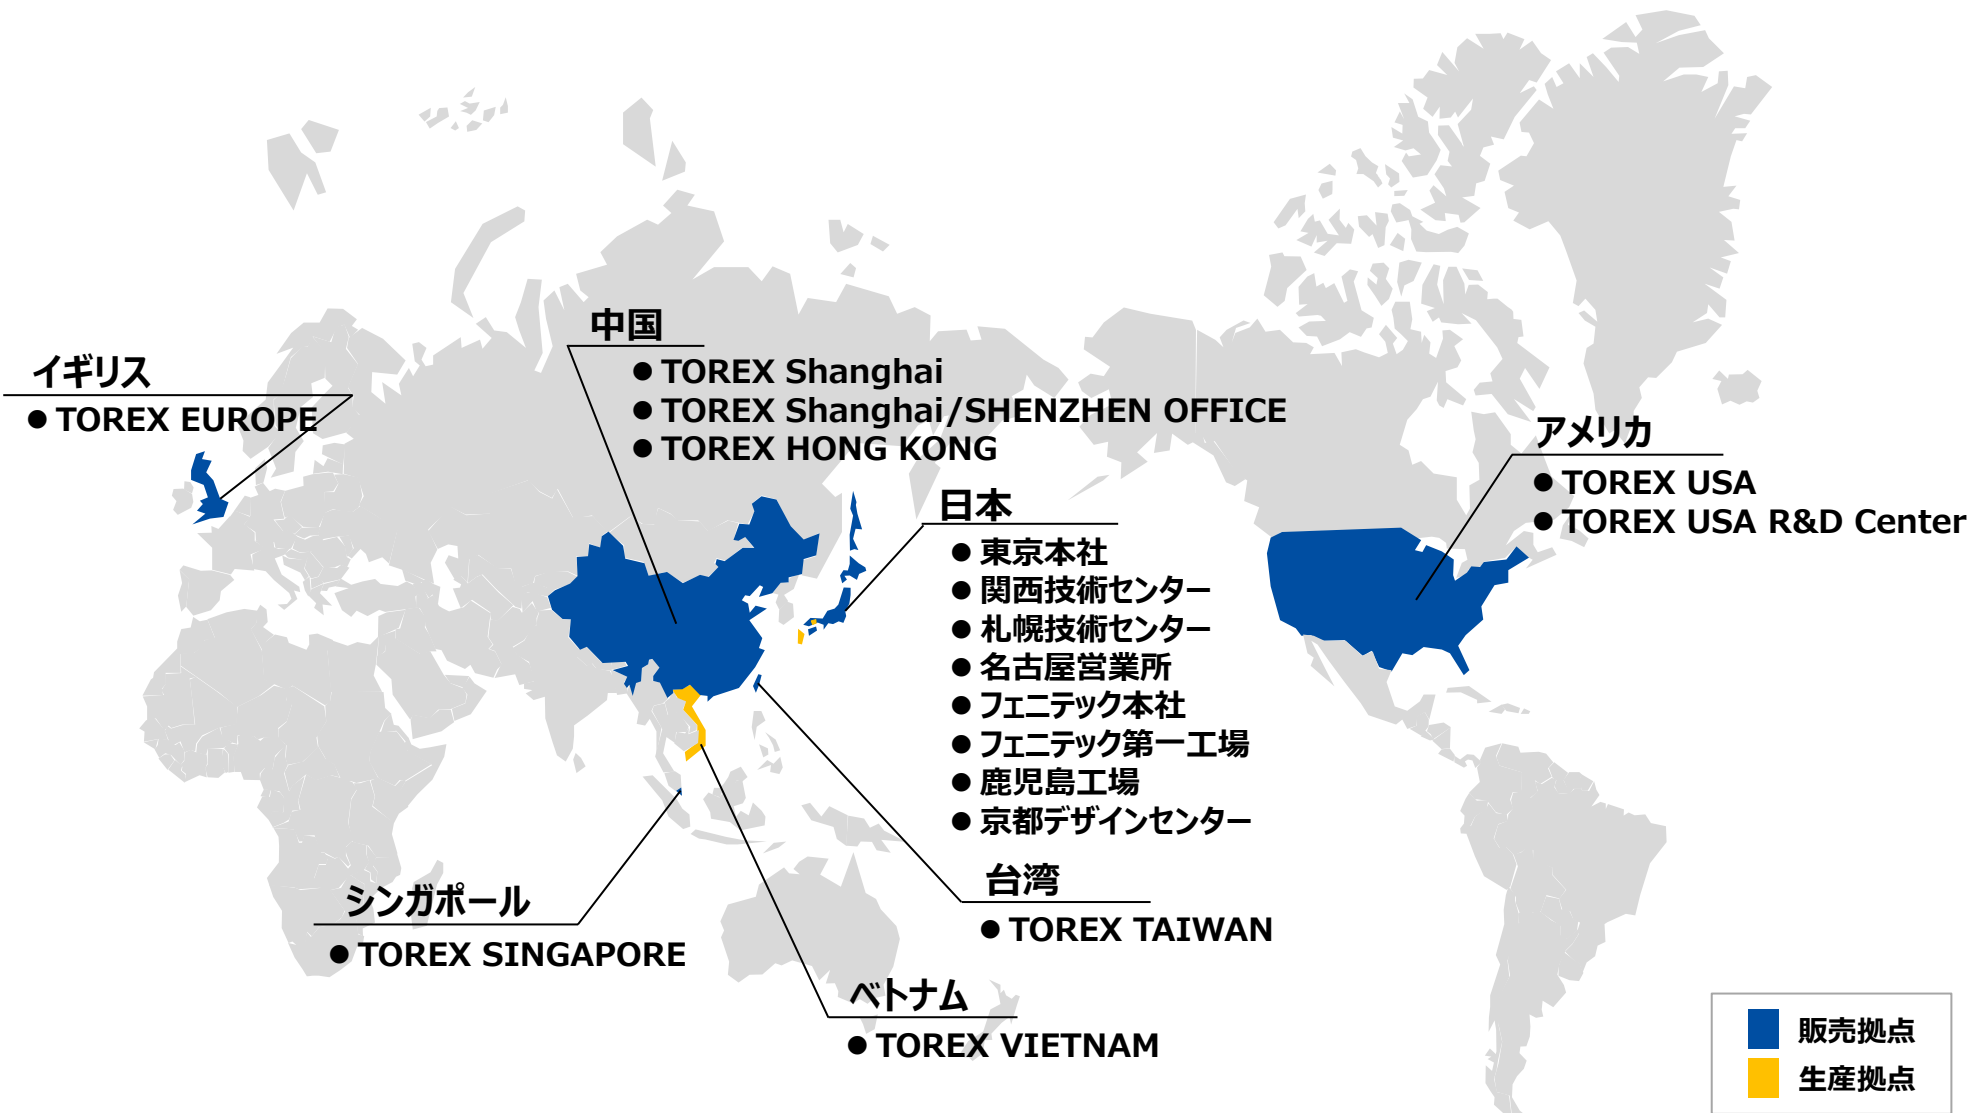 中国
● TOREX Shanghai
● TOREX Shanghai/SHENZHEN OFFICE
● TOREX HONG KONG
イギリス
● TOREX EUROPE
アメリカ
● TOREX USA
● TOREX USA R&D Center
日本
● 東京本社
● 関西技術センター
● 札幌技術センター
● 名古屋営業所
● フェニテック本社
● フェニテック第一工場
● 鹿児島工場
● 京都デザインセンター
台湾
● TOREX TAIWAN
シンガポール
● TOREX SINGAPORE
ベトナム
● TOREX VIETNAM
販売拠点
生産拠点